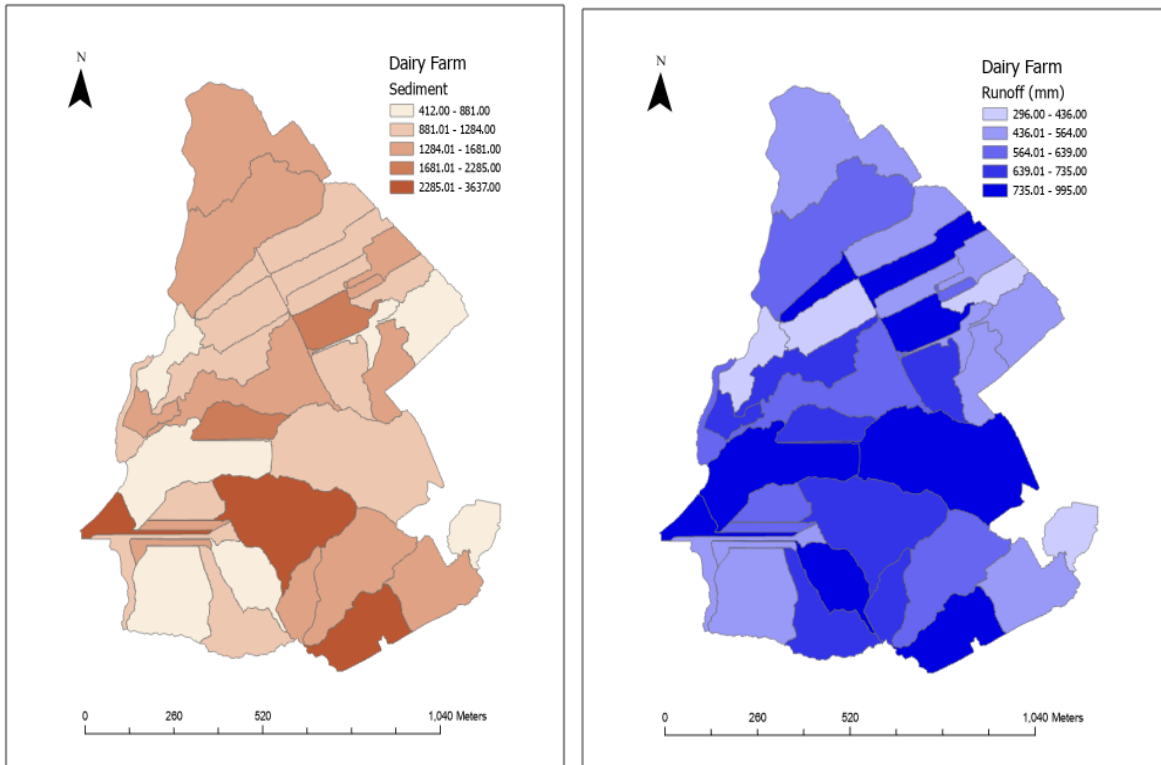 N
Dairy Farm
Sediment
412.00 - 881.00
881.01 - 1284.00
1284.01 - 1681.00
1681.01 - 2285.00
2285.01 - 3637.00
0 260 520 1,040 Meters
N
Dairy Farm
Runoff (mm)
296.00 - 436.00
436.01 - 564.00
564.01 - 639.00
639.01 - 735.00
735.01 - 995.00
0 260 520 1,040 Meters